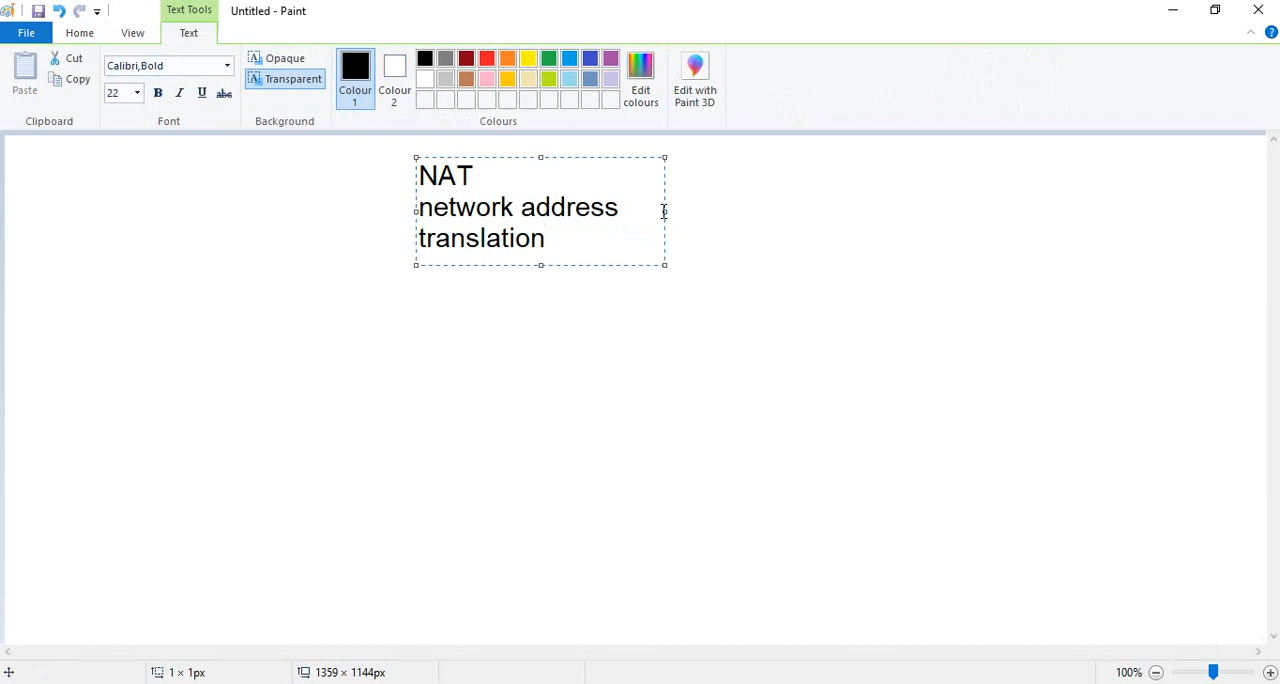 Text Tools
Untitled - Paint
File
Home
View
Text
Paste
Cut
Copy
Clipboard
Calibri,Bold
22
B
I
U
abc
Font
A Opaque
A Transparent
Background
Colour 1
Colour 2
Edit colours
Colours
Edit with Paint 3D
NAT
network address
translation
1 × 1px
1359 × 1144px
100%